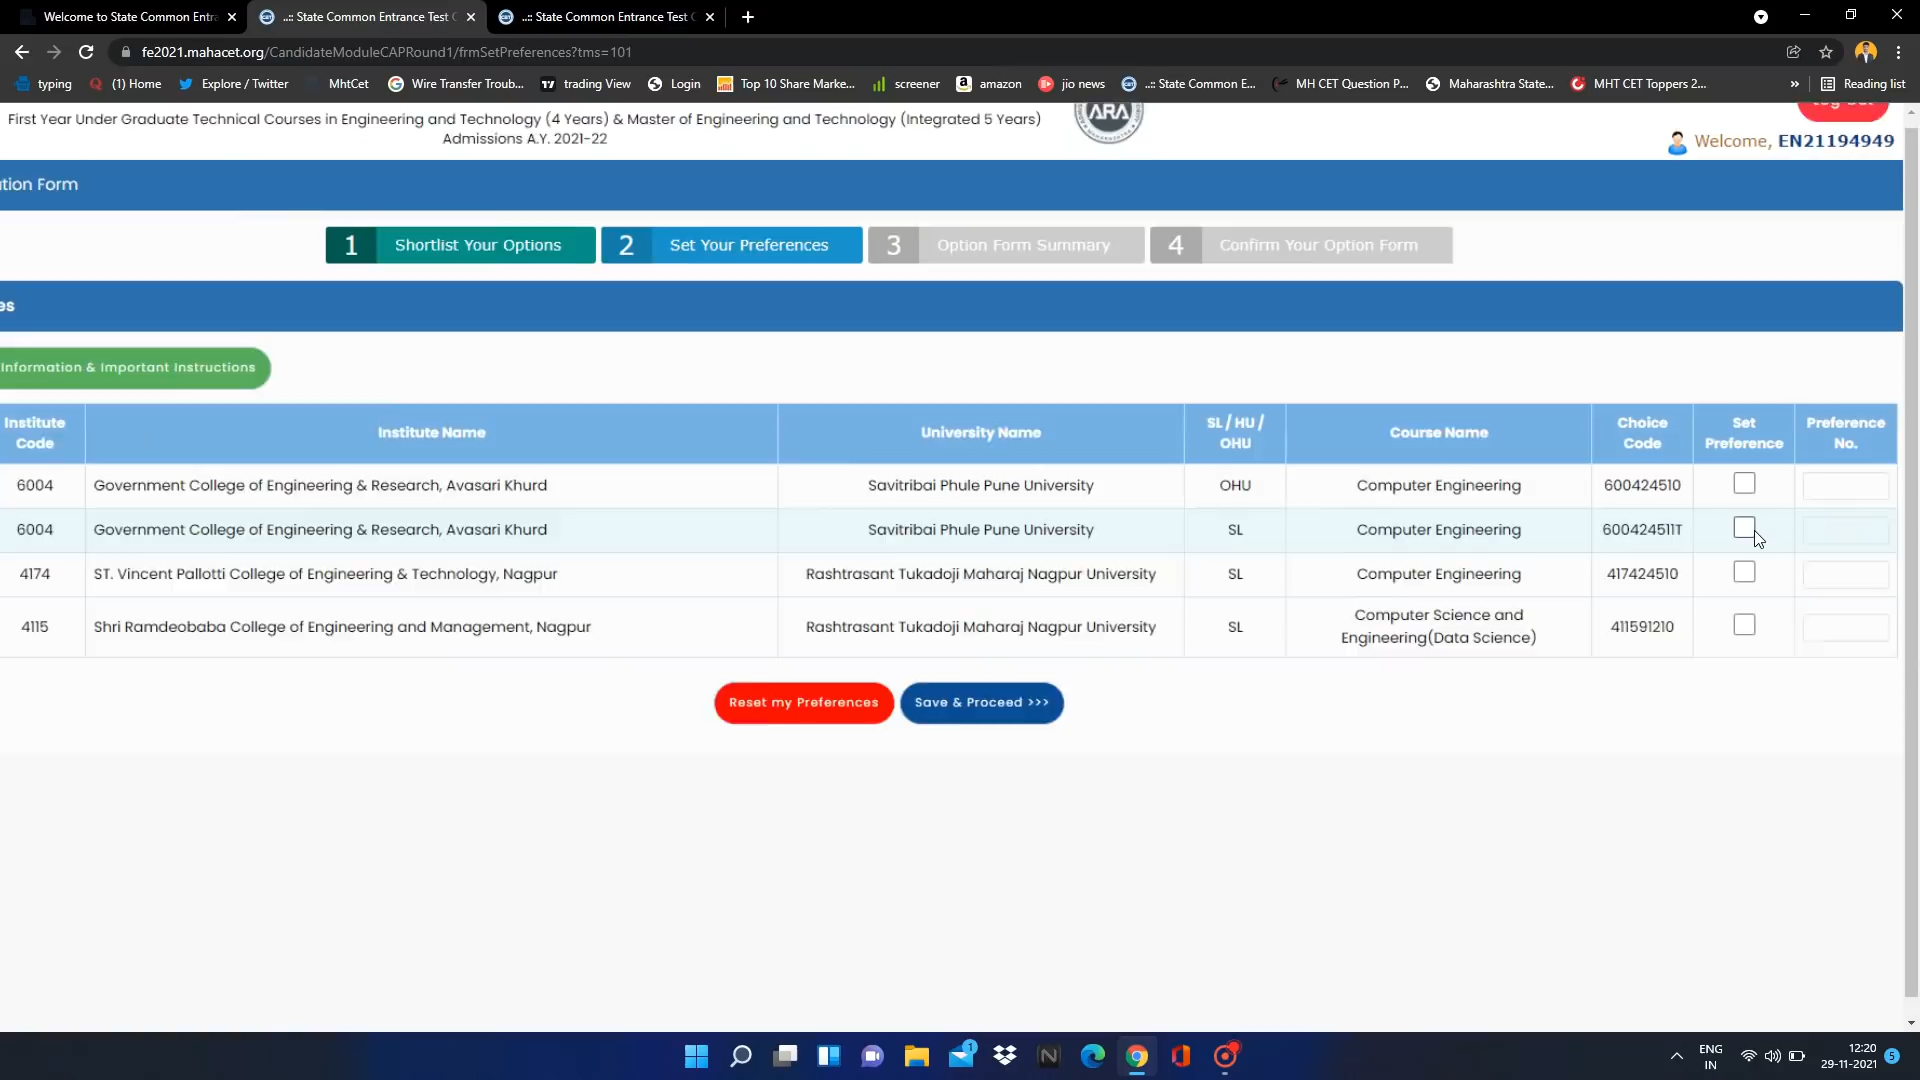 Welcome to State Common Entra
..:: State Common Entrance Test C
..:: State Common Entrance Test C
fe2021.mahacet.org/CandidateModuleCAPRound1/frmSetPreferences?tms=101
typing
(1) Home
Explore / Twitter
MhtCet
Wire Transfer Troub...
trading View
Login
Top 10 Share Marke...
screener
amazon
jio news
..:: State Common E...
MH CET Question P...
Maharashtra State...
MHT CET Toppers 2...
»
Reading list
First Year Under Graduate Technical Courses in Engineering and Technology (4 Years) & Master of Engineering and Technology (Integrated 5 Years)
Admissions A.Y. 2021-22
ARA
Welcome, EN21194949
tion Form
1 Shortlist Your Options
2 Set Your Preferences
3 Option Form Summary
4 Confirm Your Option Form
es
Information & Important Instructions
Institute Code
Institute Name
University Name
SL / HU / OHU
Course Name
Choice Code
Set Preference
Preference No.
6004 Government College of Engineering & Research, Avasari Khurd Savitribai Phule Pune University OHU Computer Engineering 600424510
6004 Government College of Engineering & Research, Avasari Khurd Savitribai Phule Pune University SL Computer Engineering 600424511T
4174 ST. Vincent Pallotti College of Engineering & Technology, Nagpur Rashtrasant Tukadoji Maharaj Nagpur University SL Computer Engineering 417424510
4115 Shri Ramdeobaba College of Engineering and Management, Nagpur Rashtrasant Tukadoji Maharaj Nagpur University SL Computer Science and Engineering(Data Science) 411591210
Reset my Preferences
Save & Proceed >>>
1
ENG
IN
12:20
29-11-2021
5